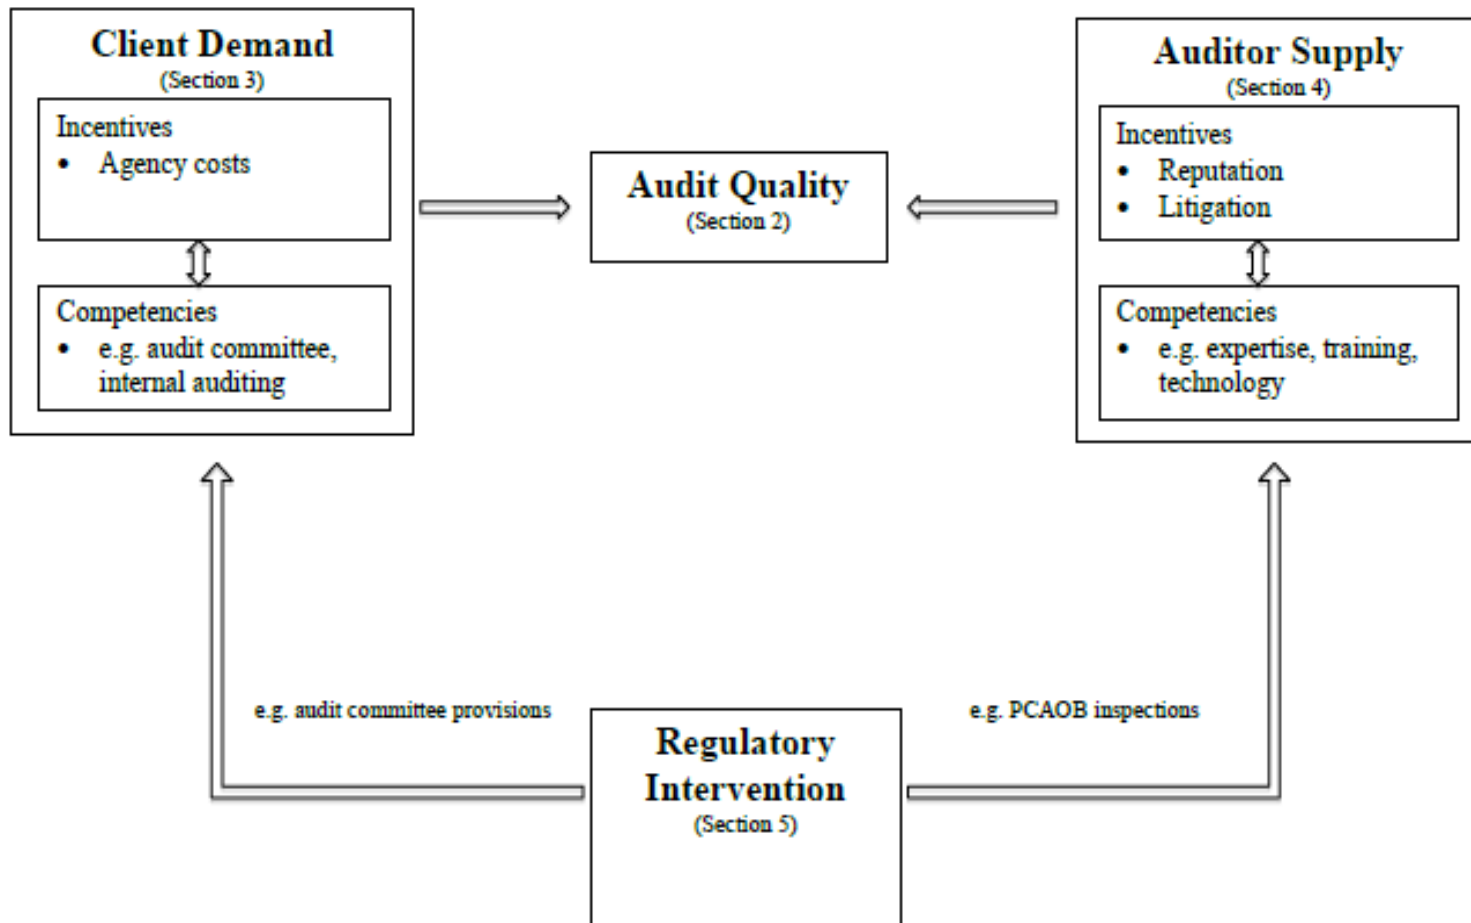 Client Demand
(Section 3)
Incentives
• Agency costs
Competencies
• e.g. audit committee,
internal auditing
Audit Quality
(Section 2)
Auditor Supply
(Section 4)
Incentives
• Reputation
• Litigation
Competencies
• e.g. expertise, training,
technology
e.g. audit committee provisions
e.g. PCAOB inspections
Regulatory
Intervention
(Section 5)